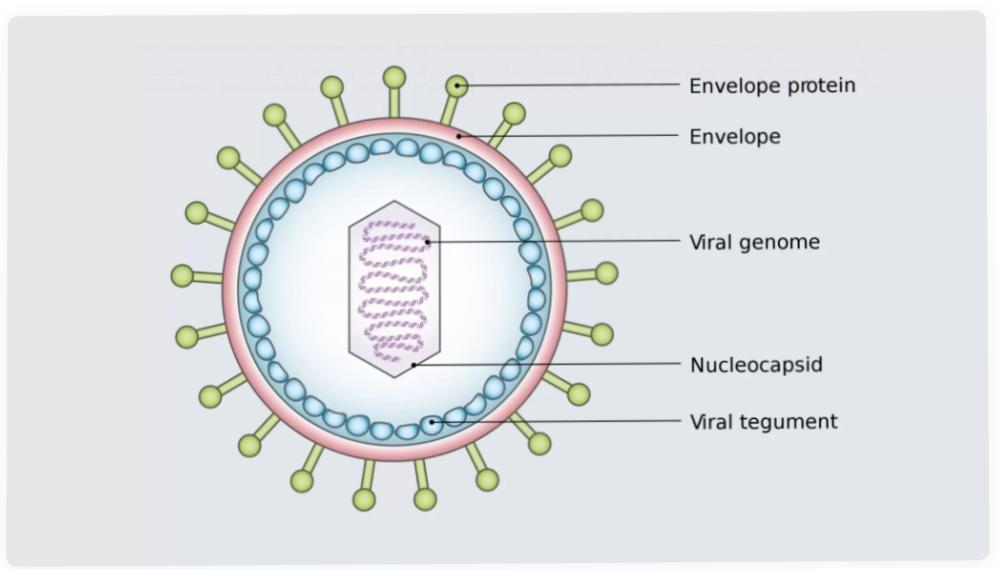 Envelope protein
Envelope
Viral genome
Nucleocapsid
Viral tegument